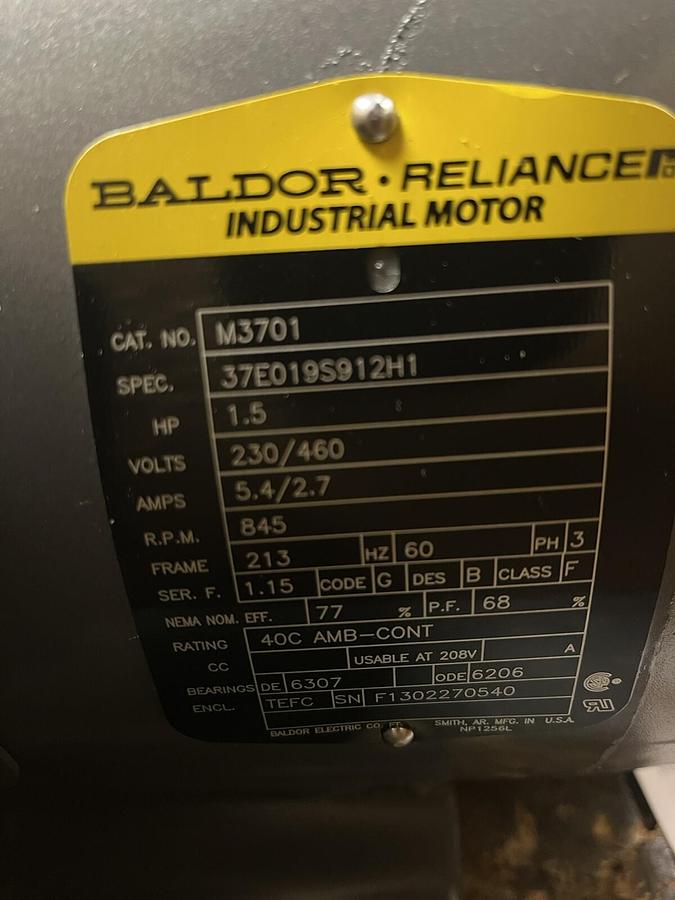 BALDOR • RELIANCE
INDUSTRIAL MOTOR
CAT. NO. M3701
SPEC. 37E019S912H1
HP 1.5
VOLTS 230/460
AMPS 5.4/2.7
R.P.M. 845
FRAME 213 HZ 60 PH 3
SER. F. 1.15 CODE G DES B CLASS F
NEMA NOM. EFF. 77 % P.F. 68 %
RATING 40C AMB-CONT
CC USABLE AT 208V A
BEARINGS DE 6307 ODE 6206
ENCL. TEFC SN F1302270540
BALDOR ELECTRIC CO. FT. SMITH, AR. MFG. IN U.S.A.
NP1256L